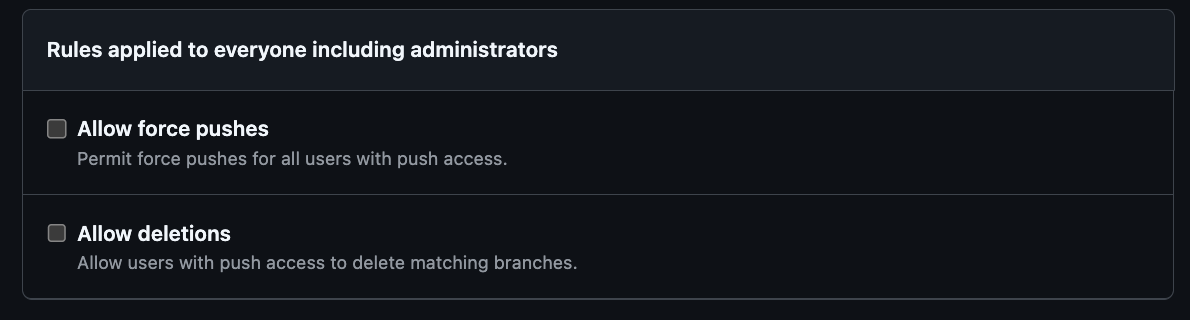 Rules applied to everyone including administrators
Allow force pushes
Permit force pushes for all users with push access.
Allow deletions
Allow users with push access to delete matching branches.